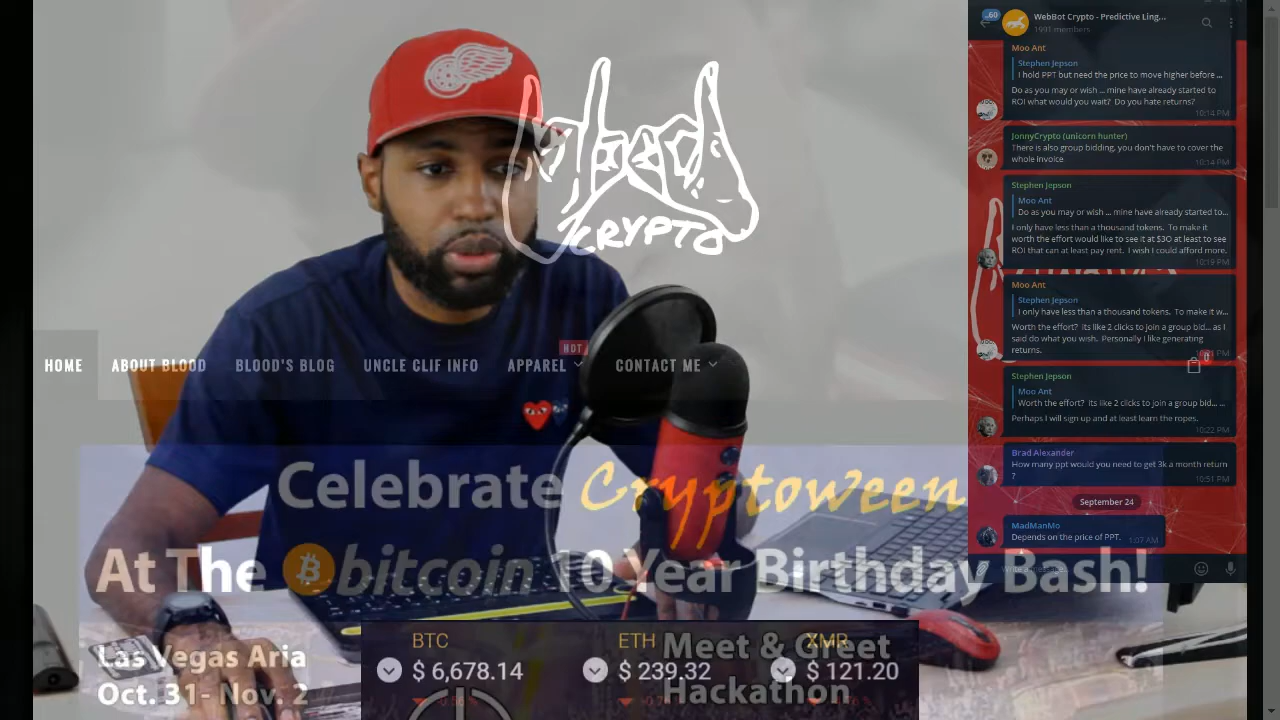 CRYPTO
HOME
ABOUT BLOOD
BLOOD'S BLOG
UNCLE CLIF INFO
APPAREL
HOT
CONTACT ME
Celebrate Cryptoween
At The bitcoin 10 Year Birthday Bash!
Las Vegas Aria
Oct. 31- Nov. 2
Meet & Greet
Hackathon
BTC
$ 6,678.14
ETH
$ 239.32
XMR
$ 121.20
WebBot Crypto - Predictive Ling...
1991 members
Moo Ant
Stephen Jepson
I hold PPT but need the price to move higher before ...
Do as you may or wish ... mine have already started to
ROI what would you wait? Do you hate returns?
10:14 PM
JonnyCrypto (unicorn hunter)
There is also group bidding, you don't have to cover the
whole invoice
10:14 PM
Stephen Jepson
Moo Ant
Do as you may or wish ... mine have already started to...
I only have less than a thousand tokens. To make it
worth the effort would like to see it at $30 at least to see
ROI that can at least pay rent. I wish I could afford more.
10:19 PM
Moo Ant
Stephen Jepson
I only have less than a thousand tokens. To make it w...
Worth the effort? its like 2 clicks to join a group bid... as I
said do what you wish. Personally I like generating
returns.
PM
0
Stephen Jepson
Moo Ant
Worth the effort? its like 2 clicks to join a group bid... ...
Perhaps I will sign up and at least learn the ropes.
10:22 PM
Brad Alexander
How many ppt would you need to get 3k a month return
?
10:51 PM
September 24
MadManMo
Depends on the price of PPT.
1:07 AM
Write a message...